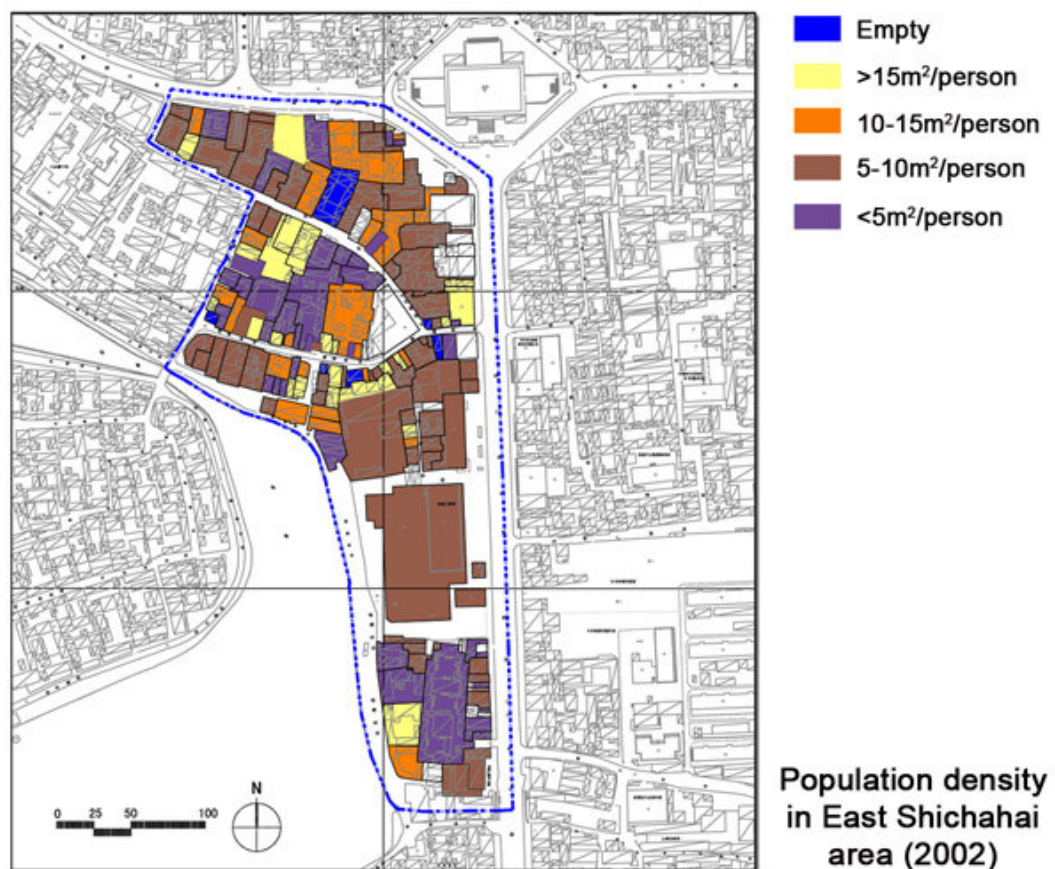 Empty
>15m²/person
10-15m²/person
5-10m²/person
<5m²/person
N
0 25 50 100
Population density
in East Shichahai
area (2002)